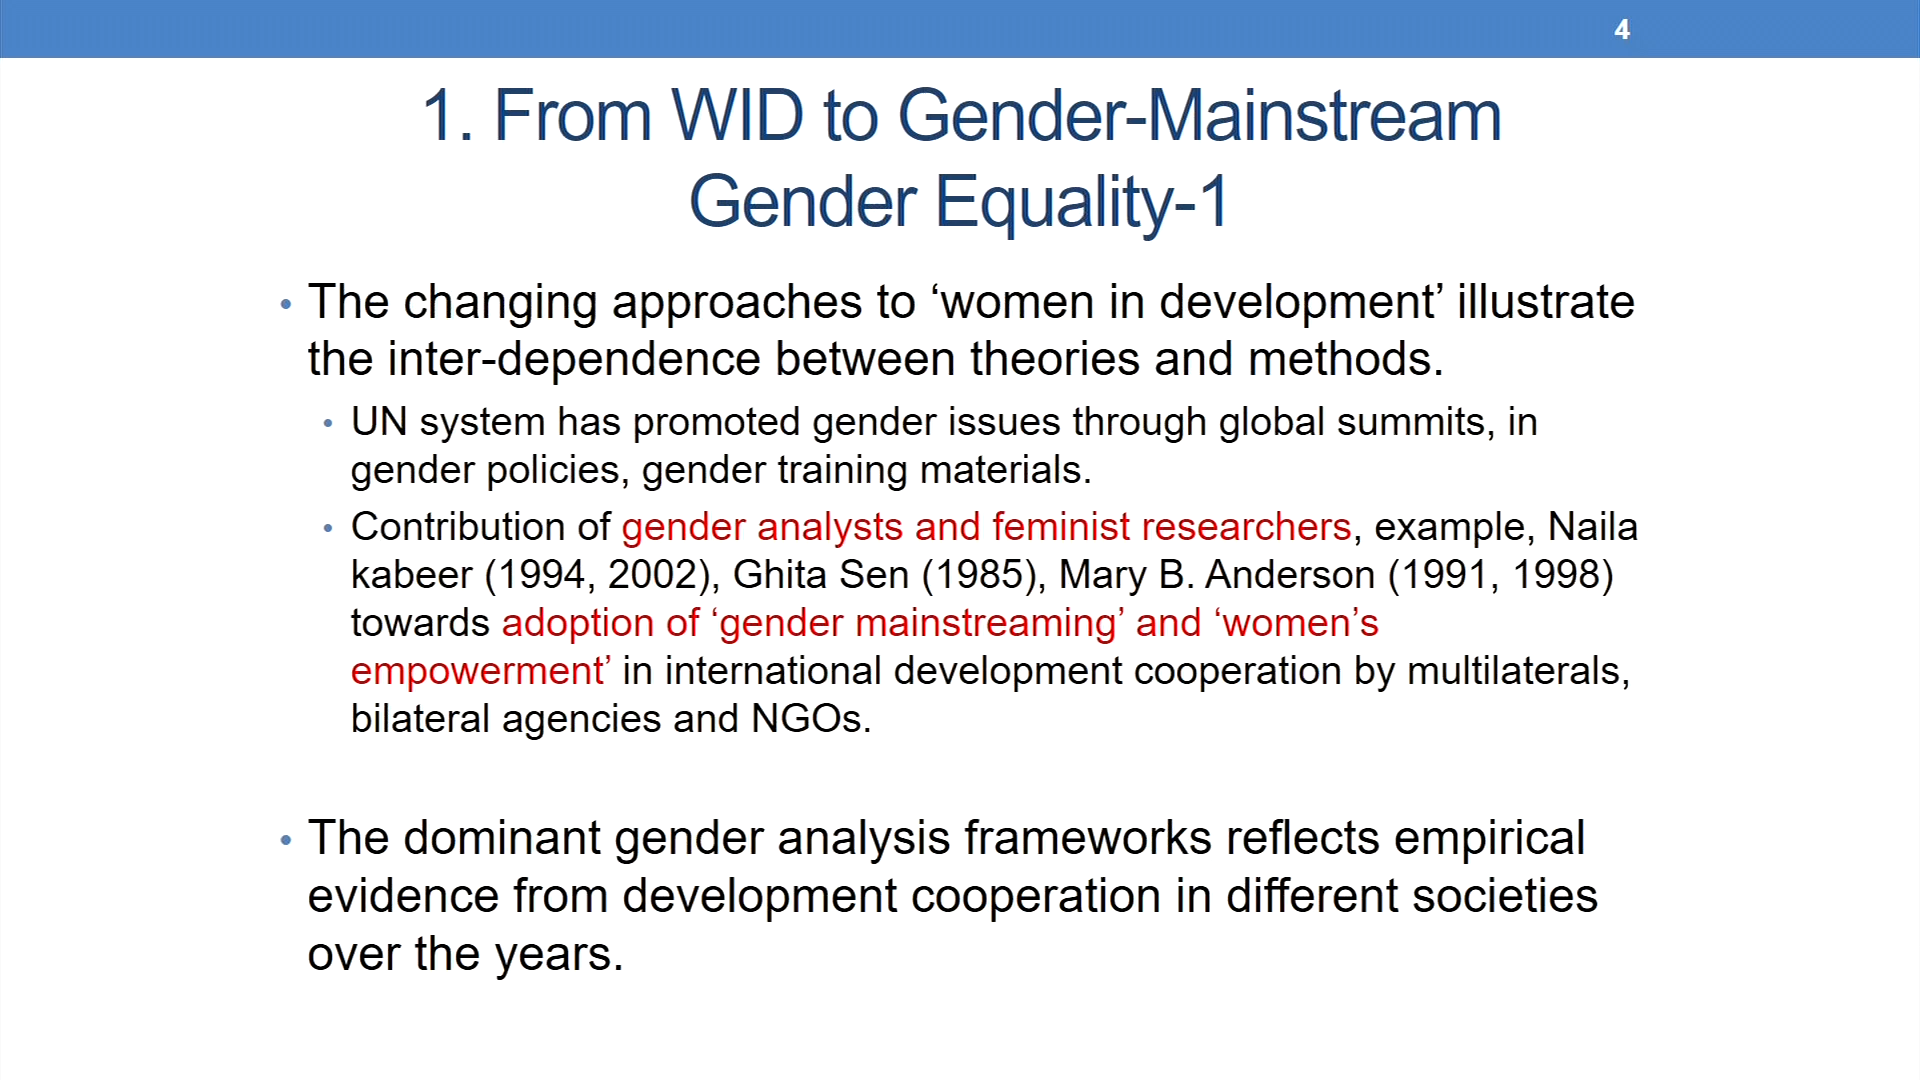 4
1. From WID to Gender-Mainstream
Gender Equality-1
• The changing approaches to ‘women in development’ illustrate
the inter-dependence between theories and methods.
• UN system has promoted gender issues through global summits, in
gender policies, gender training materials.
• Contribution of gender analysts and feminist researchers, example, Naila
kabeer (1994, 2002), Ghita Sen (1985), Mary B. Anderson (1991, 1998)
towards adoption of ‘gender mainstreaming’ and ‘women’s
empowerment’ in international development cooperation by multilaterals,
bilateral agencies and NGOs.
• The dominant gender analysis frameworks reflects empirical
evidence from development cooperation in different societies
over the years.